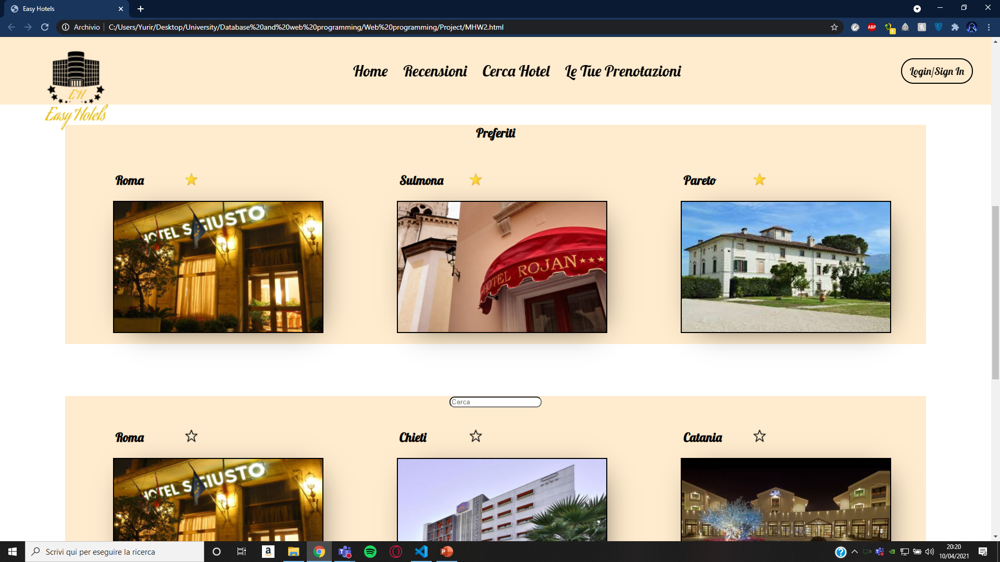 Easy Hotels
Archivio
C:/Users/Yurir/Desktop/University/Database%20and%20web%20programming/Web%20programming/Project/MHW2.html
ABP
EH
Easy Hotels
Home
Recensioni
Cerca Hotel
Le Tue Prenotazioni
Login/Sign In
Preferiti
Roma
Sulmona
Pareto
HOTEL S. GIUSTO
HOTEL ROJAN
Cerca
Roma
Chieti
Catania
HOTEL S. GIUSTO
Scrivi qui per eseguire la ricerca
20:20
10/04/2021